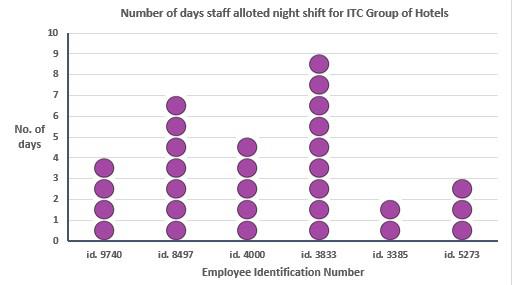 Number of days staff alloted night shift for ITC Group of Hotels
10
9
8
7
6
5
4
3
2
1
0
No. of
days
id. 9740 id. 8497 id. 4000 id. 3833 id. 3385 id. 5273
Employee Identification Number